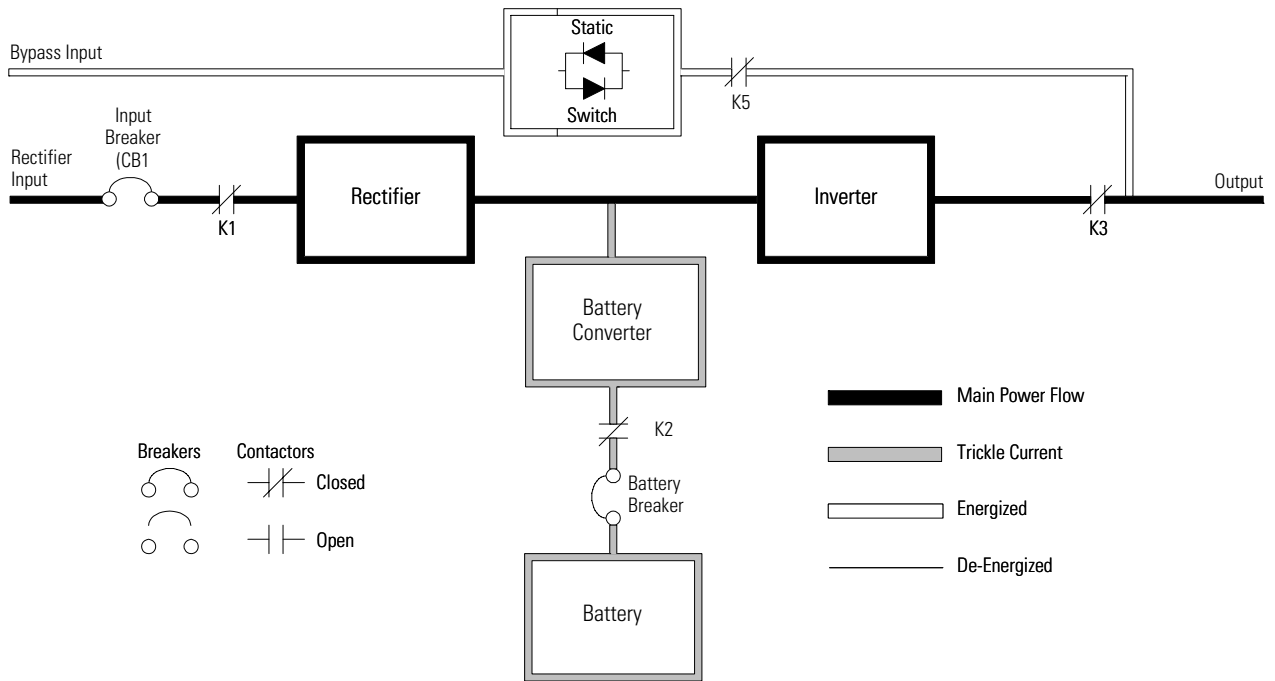 Bypass Input
Static
Switch
K5
Input
Breaker
(CB1
Rectifier
Input
K1
Rectifier
Inverter
K3
Output
Battery
Converter
K2
Battery
Breaker
Battery
Breakers
Contactors
Closed
Open
Main Power Flow
Trickle Current
Energized
De-Energized